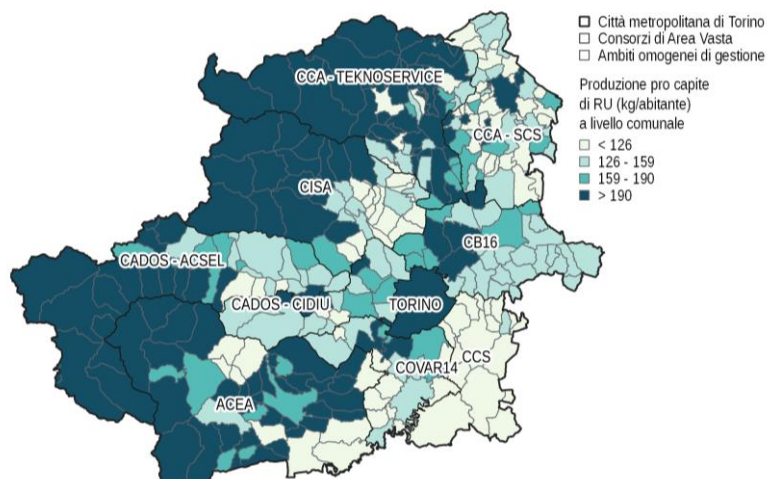 Città metropolitana di Torino
Consorzi di Area Vasta
Ambiti omogenei di gestione
Produzione pro capite
di RU (kg/abitante)
a livello comunale
< 126
126 - 159
159 - 190
> 190
CCA - TEKNOSERVICE
CCA - SCS
CISA
CB16
CADOS - ACSEL
CADOS - CIDIU
TORINO
COVAR14
CCS
ACEA